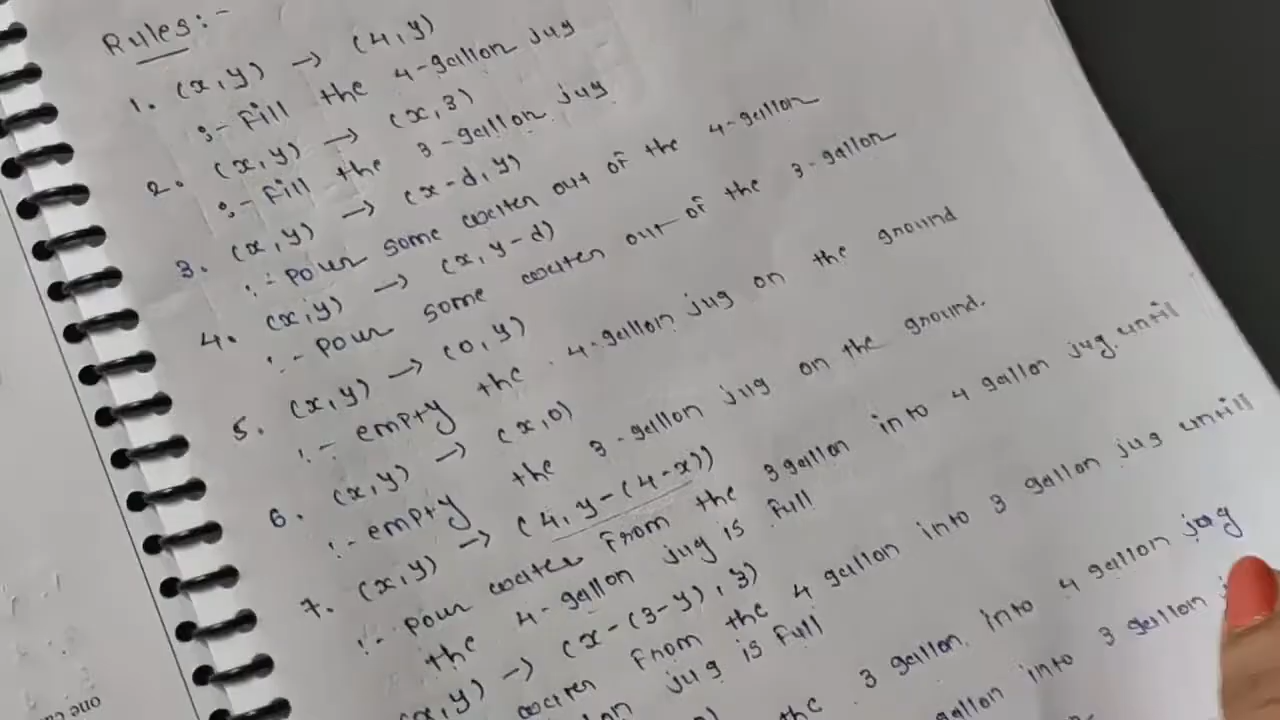 Rules:-
1. (x,y) → (4,y)
:- Fill the 4-gallon jug
2. (x,y) → (x,3)
:- Fill the 3-gallon jug
3. (x,y) → (x-d,y)
:- Pour some water out of the 4-gallon
4. (x,y) → (x,y-d)
:- Pour some water out of the 3-gallon
5. (x,y) → (0,y)
:- empty the 4-gallon jug on the ground
6. (x,y) → (x,0)
:- empty the 3-gallon jug on the ground.
7. (x,y) → (4,y-(4-x))
:- pour water from the 3 gallon into 4 gallon jug untill
the 4-gallon jug is full
(x,y) → (x-(3-y),3)
water from the 4 gallon into 3 gallon jug untill
jug is full
the 3 gallon into 4 gallon jug
gallon into 3 gallon